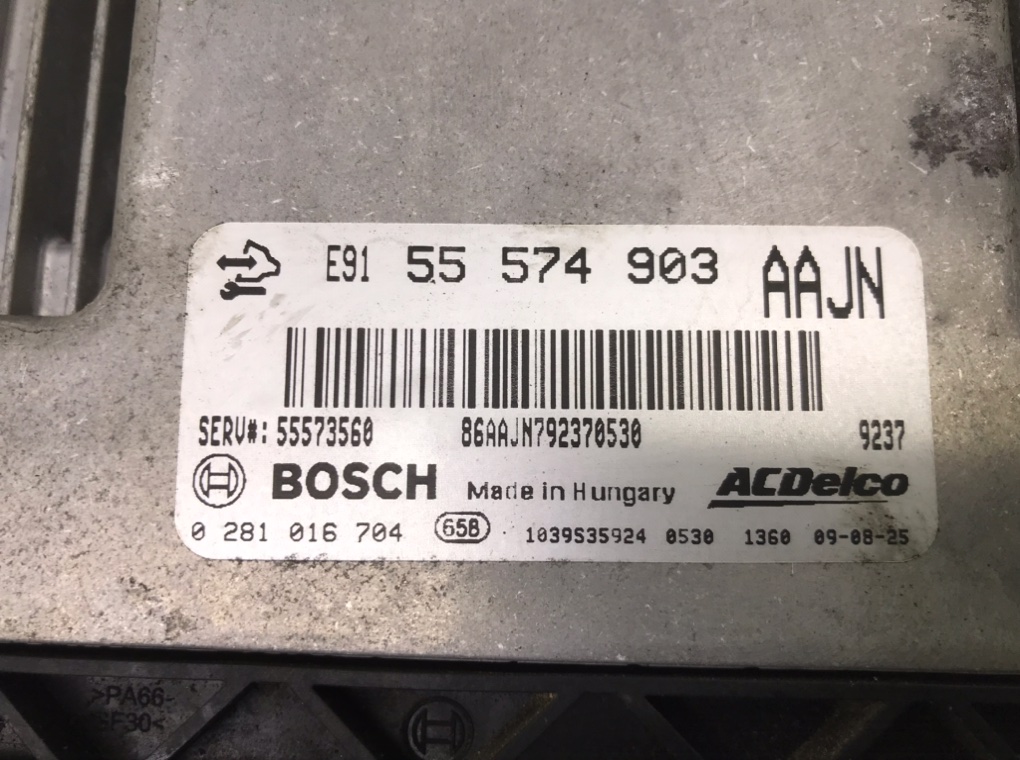 E91 55 574 903 AAJN
SERV#: 55573560 86AAJN792370530 9237
BOSCH Made in Hungary ACDelco
0 281 016 704 65B 1039S35924 0530 1360 09-08-25
>PA66-
GF30<